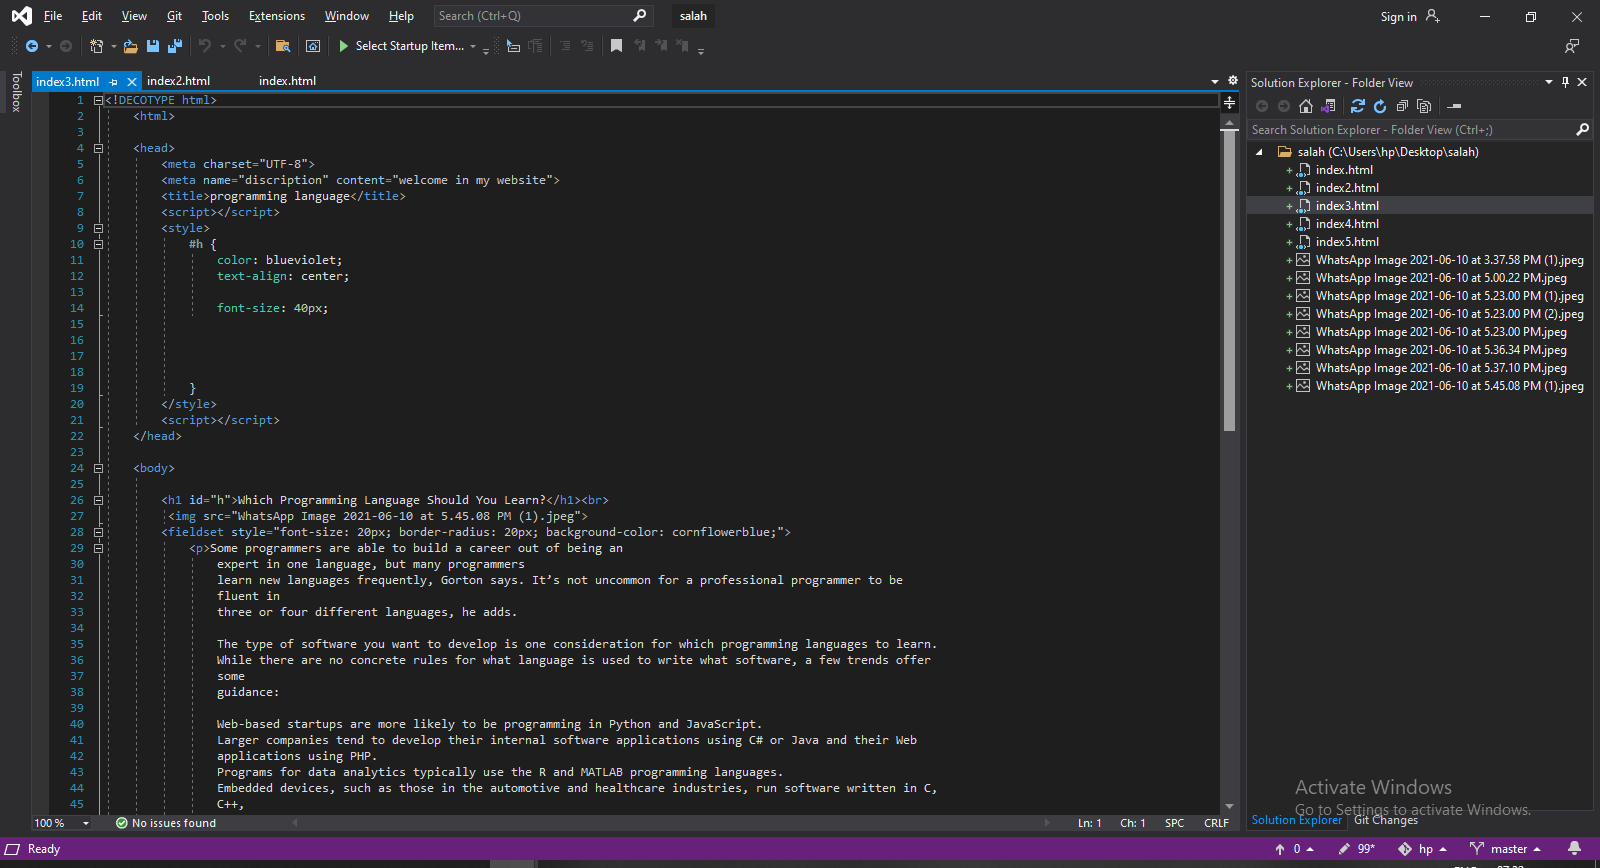 File Edit View Git Tools Extensions Window Help Search (Ctrl+Q) salah Sign in
Select Startup Item...
Toolbox
index3.html index2.html index.html
1 <!DECOTYPE html>
2 <html>
3
4 <head>
5 <meta charset="UTF-8">
6 <meta name="discription" content="welcome in my website">
7 <title>programming language</title>
8 <script></script>
9 <style>
10 #h {
11 color: blueviolet;
12 text-align: center;
13
14 font-size: 40px;
15
16
17
18
19 }
20 </style>
21 <script></script>
22 </head>
23
24 <body>
25
26 <h1 id="h">Which Programming Language Should You Learn?</h1><br>
27 <img src="WhatsApp Image 2021-06-10 at 5.45.08 PM (1).jpeg">
28 <fieldset style="font-size: 20px; border-radius: 20px; background-color: cornflowerblue;">
29 <p>Some programmers are able to build a career out of being an
30 expert in one language, but many programmers
31 learn new languages frequently, Gorton says. It’s not uncommon for a professional programmer to be
32 fluent in
33 three or four different languages, he adds.
34
35 The type of software you want to develop is one consideration for which programming languages to learn.
36 While there are no concrete rules for what language is used to write what software, a few trends offer
37 some
38 guidance:
39
40 Web-based startups are more likely to be programming in Python and JavaScript.
41 Larger companies tend to develop their internal software applications using C# or Java and their Web
42 applications using PHP.
43 Programs for data analytics typically use the R and MATLAB programming languages.
44 Embedded devices, such as those in the automotive and healthcare industries, run software written in C,
45 C++,
100 % No issues found Ln: 1 Ch: 1 SPC CRLF
Solution Explorer - Folder View
Search Solution Explorer - Folder View (Ctrl+;)
salah (C:\Users\hp\Desktop\salah)
index.html
index2.html
index3.html
index4.html
index5.html
WhatsApp Image 2021-06-10 at 3.37.58 PM (1).jpeg
WhatsApp Image 2021-06-10 at 5.00.22 PM.jpeg
WhatsApp Image 2021-06-10 at 5.23.00 PM (1).jpeg
WhatsApp Image 2021-06-10 at 5.23.00 PM (2).jpeg
WhatsApp Image 2021-06-10 at 5.23.00 PM.jpeg
WhatsApp Image 2021-06-10 at 5.36.34 PM.jpeg
WhatsApp Image 2021-06-10 at 5.37.10 PM.jpeg
WhatsApp Image 2021-06-10 at 5.45.08 PM (1).jpeg
Activate Windows
Go to Settings to activate Windows.
Solution Explorer Git Changes
Ready 0 99* hp master